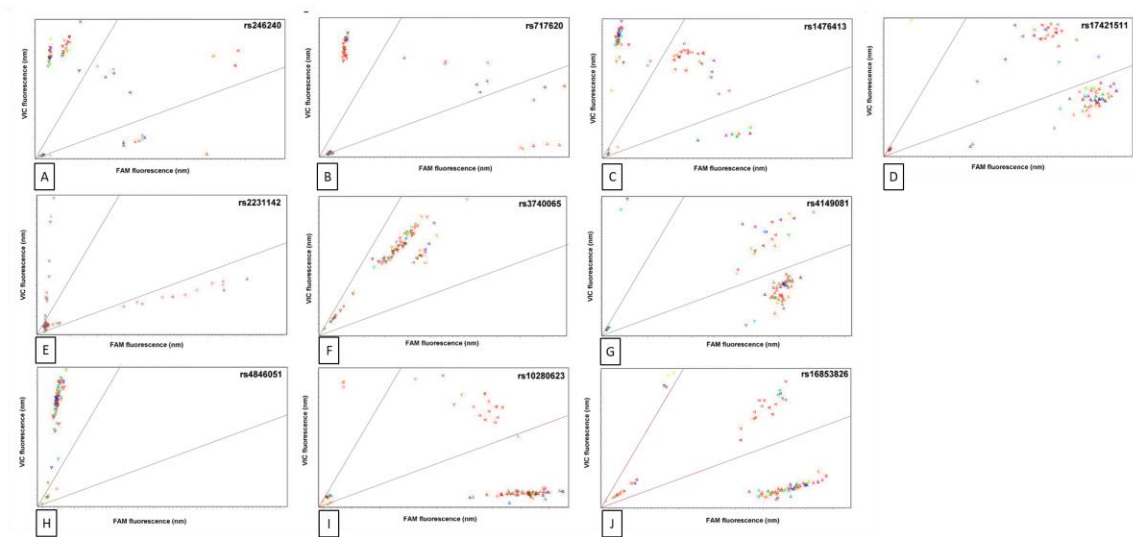 rs246240
VIC fluorescence (nm)
FAM fluorescence (nm)
A
rs717620
VIC fluorescence (nm)
FAM fluorescence (nm)
B
rs1476413
VIC fluorescence (nm)
FAM fluorescence (nm)
C
rs17421511
VIC fluorescence (nm)
FAM fluorescence (nm)
D
rs2231142
VIC fluorescence (nm)
FAM fluorescence (nm)
E
rs3740065
VIC fluorescence (nm)
FAM fluorescence (nm)
F
rs4149081
VIC fluorescence (nm)
FAM fluorescence (nm)
G
rs4846051
VIC fluorescence (nm)
FAM fluorescence (nm)
H
rs10280623
VIC fluorescence (nm)
FAM fluorescence (nm)
I
rs16853826
VIC fluorescence (nm)
FAM fluorescence (nm)
J